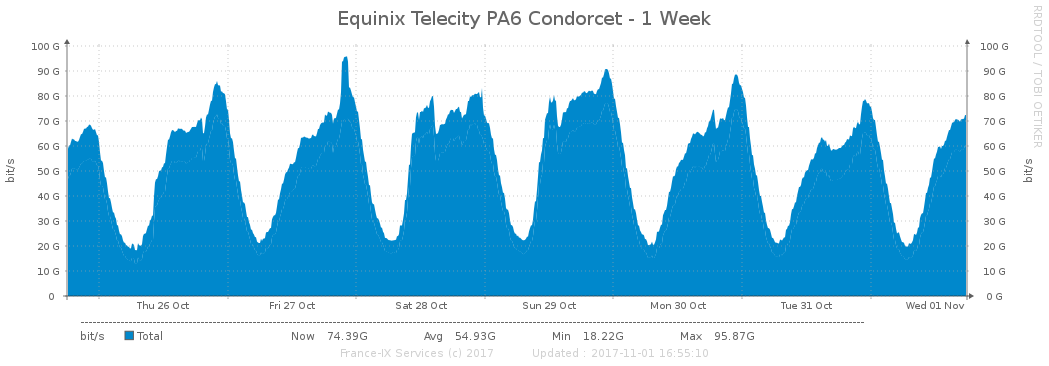 Equinix Telecity PA6 Condorcet - 1 Week
RRDTOOL / TOBI OETIKER
bit/s
100 G 100 G
90 G 90 G
80 G 80 G
70 G 70 G
60 G 60 G
50 G 50 G
40 G 40 G
30 G 30 G
20 G 20 G
10 G 10 G
0 0 G
bit/s
Thu 26 Oct Fri 27 Oct Sat 28 Oct Sun 29 Oct Mon 30 Oct Tue 31 Oct Wed 01 Nov
bit/s Total Now 74.39G Avg 54.93G Min 18.22G Max 95.87G
France-IX Services (c) 2017 Updated : 2017-11-01 16:55:10